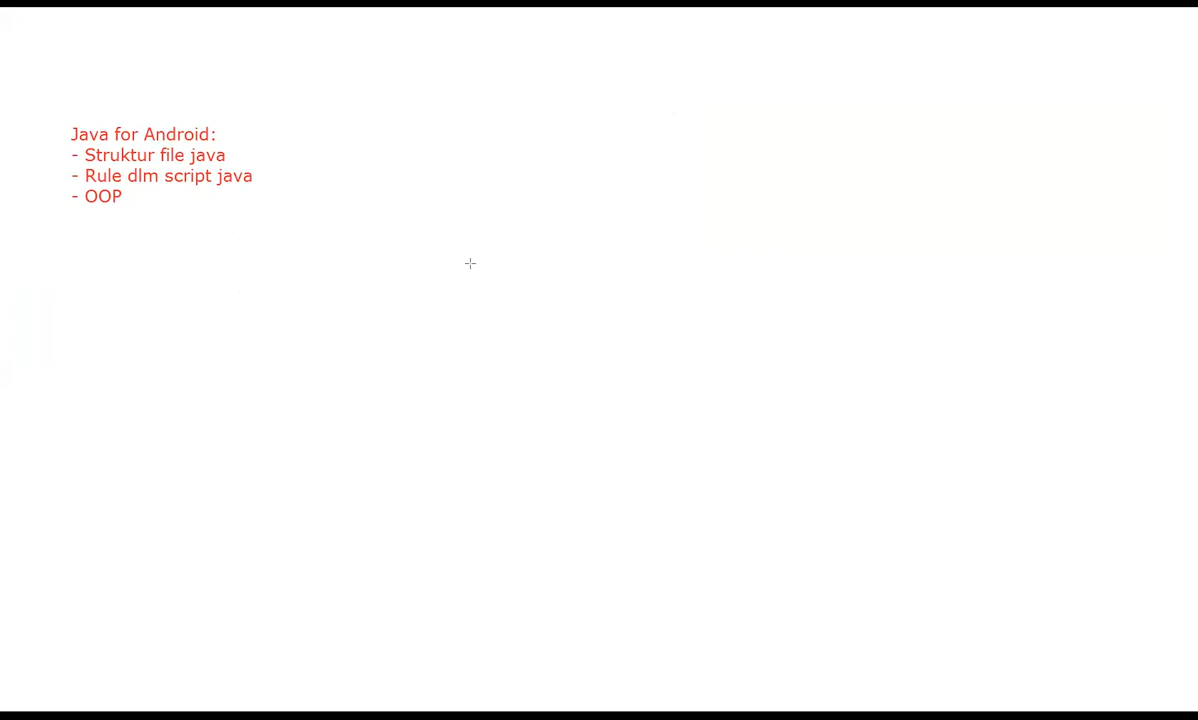 Java for Android:
- Struktur file java
- Rule dlm script java
- OOP